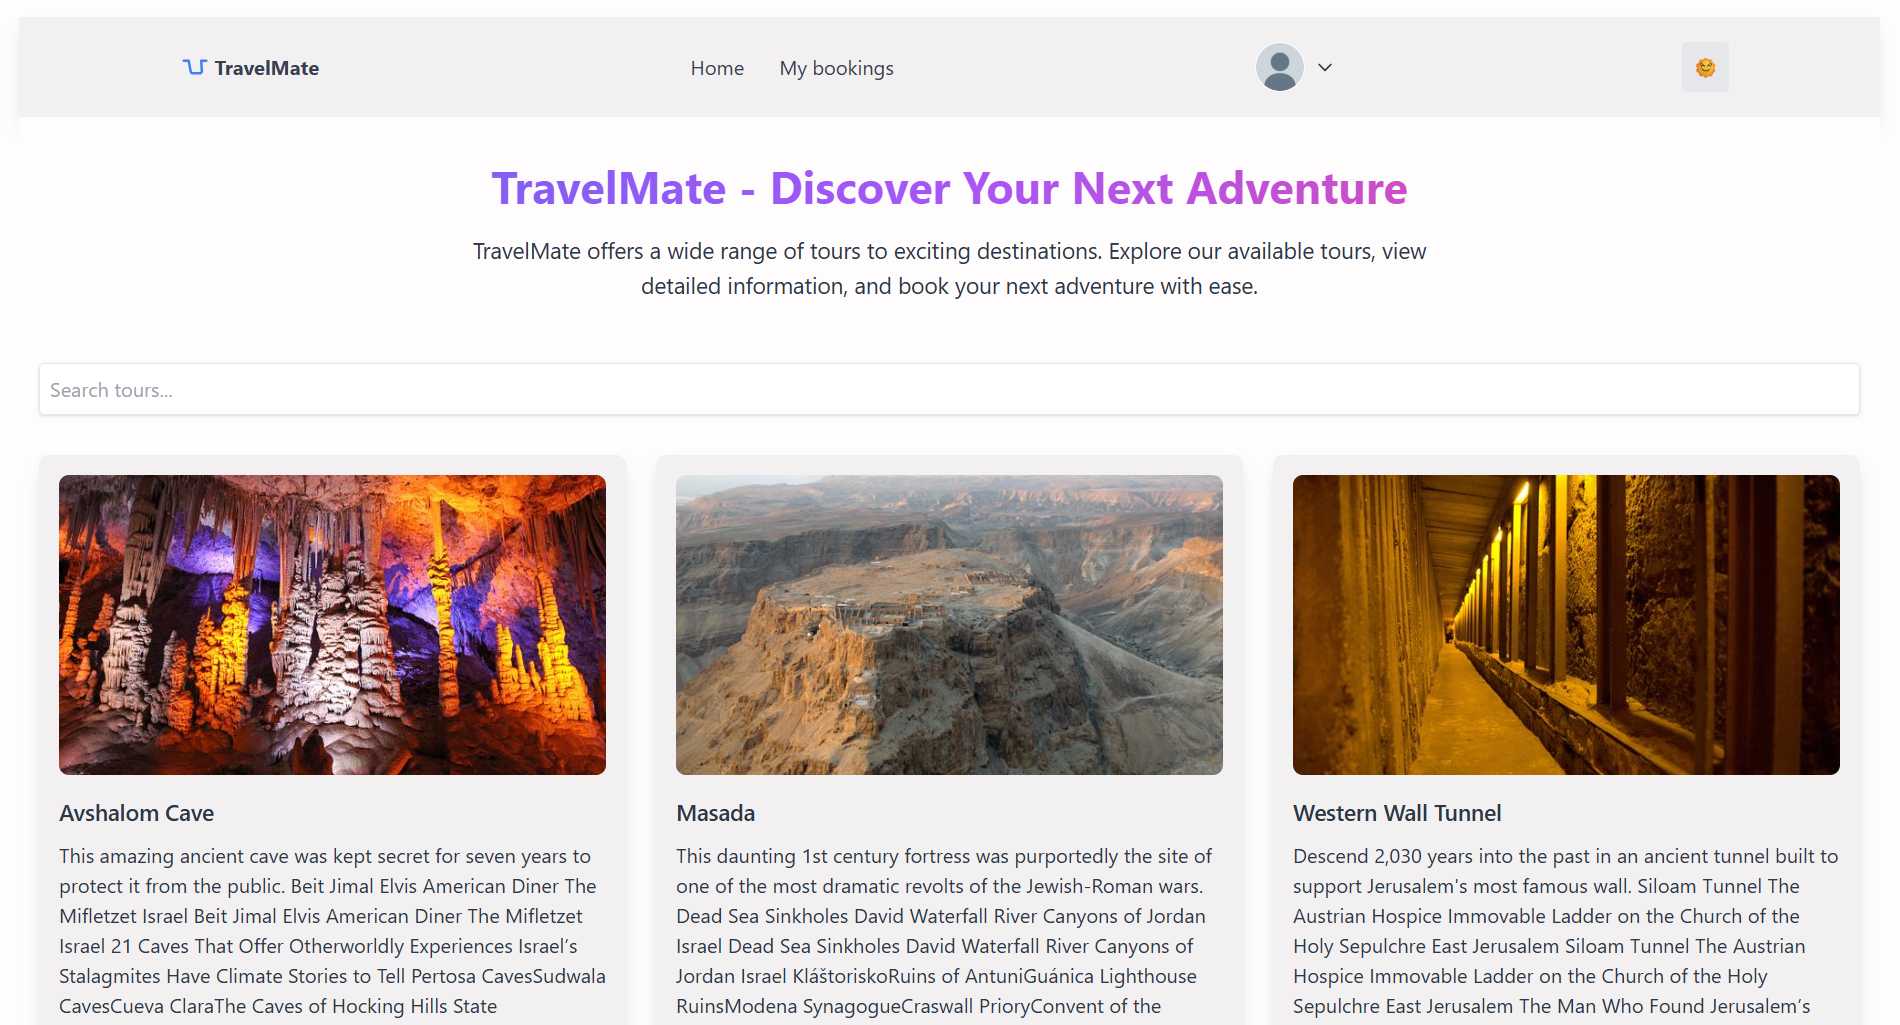 TravelMate
Home
My bookings
TravelMate - Discover Your Next Adventure
TravelMate offers a wide range of tours to exciting destinations. Explore our available tours, view
detailed information, and book your next adventure with ease.
Search tours...
Avshalom Cave
This amazing ancient cave was kept secret for seven years to
protect it from the public. Beit Jimal Elvis American Diner The
Mifletzet Israel Beit Jimal Elvis American Diner The Mifletzet
Israel 21 Caves That Offer Otherworldly Experiences Israel’s
Stalagmites Have Climate Stories to Tell Pertosa CavesSudwala
CavesCueva ClaraThe Caves of Hocking Hills State
Masada
This daunting 1st century fortress was purportedly the site of
one of the most dramatic revolts of the Jewish-Roman wars.
Dead Sea Sinkholes David Waterfall River Canyons of Jordan
Israel Dead Sea Sinkholes David Waterfall River Canyons of
Jordan Israel KláštoriskoRuins of AntuniGuánica Lighthouse
RuinsModena SynagogueCraswall PrioryConvent of the
Western Wall Tunnel
Descend 2,030 years into the past in an ancient tunnel built to
support Jerusalem's most famous wall. Siloam Tunnel The
Austrian Hospice Immovable Ladder on the Church of the
Holy Sepulchre East Jerusalem Siloam Tunnel The Austrian
Hospice Immovable Ladder on the Church of the Holy
Sepulchre East Jerusalem The Man Who Found Jerusalem’s